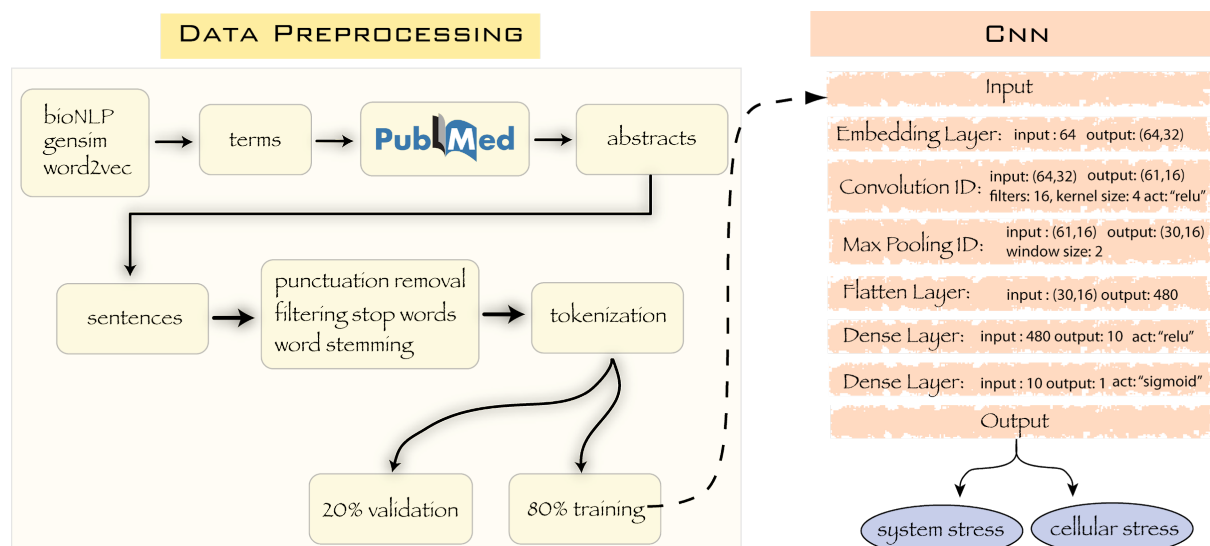 DATA PREPROCESSING
bioNLP
gensim
word2vec
terms
PubMed
abstracts
sentences
punctuation removal
filtering stop words
word stemming
tokenization
20% validation
80% training
CNN
Input
Embedding Layer: input : 64 output: (64,32)
Convolution 1D: input: (64,32) output: (61,16)
filters: 16, kernel size: 4 act: “relu”
Max Pooling 1D: input : (61,16) output: (30,16)
window size: 2
Flatten Layer: input : (30,16) output: 480
Dense Layer: input : 480 output: 10 act: “relu”
Dense Layer: input : 10 output: 1 act: “sigmoid”
Output
system stress
cellular stress